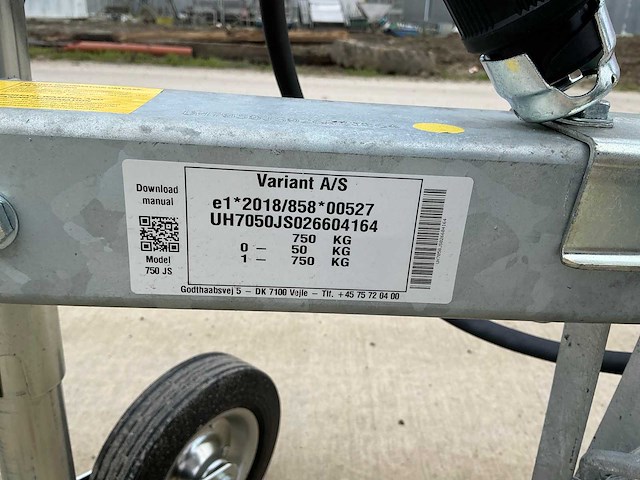 Variant A/S
Download
manual
e1*2018/858*00527
UH7050JS026604164
750 KG
0 – 50 KG
1 – 750 KG
Model
750 JS
Godthaabsvej 5 – DK 7100 Vejle – Tlf. +45 75 72 04 00